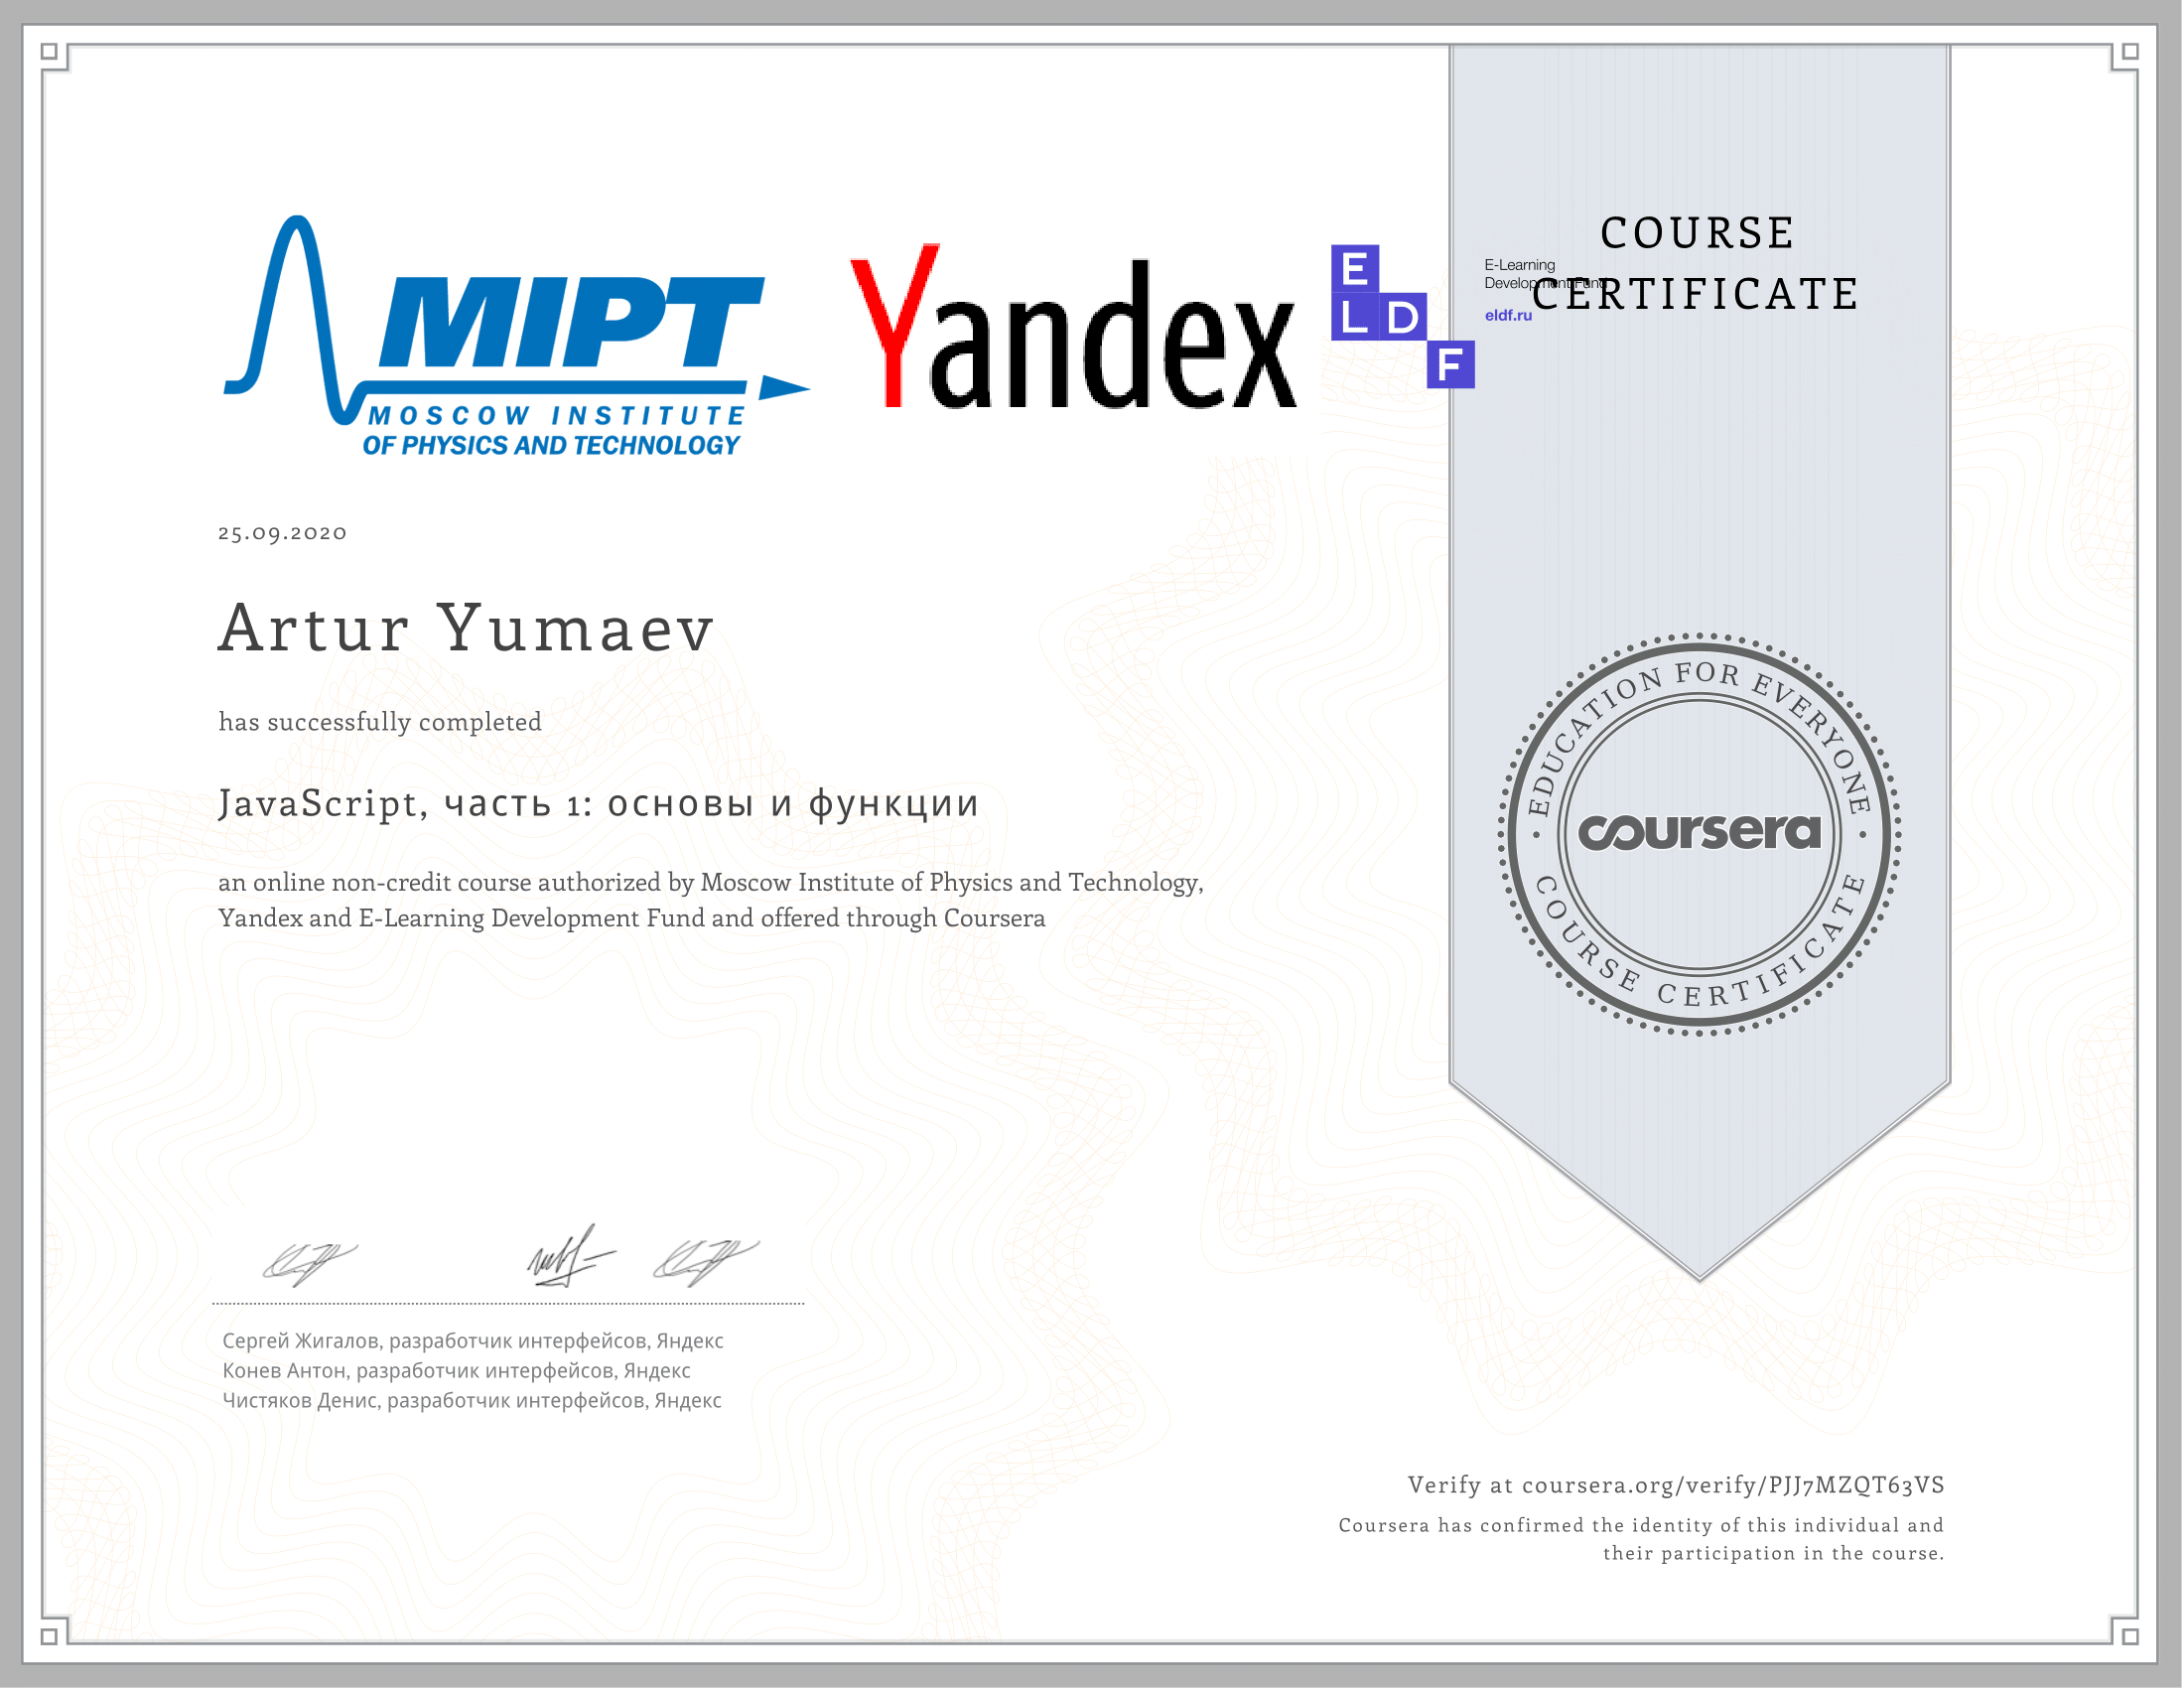 MIPT
MOSCOW INSTITUTE
OF PHYSICS AND TECHNOLOGY
Yandex
E
L D
F
E-Learning
Development Fund
eldf.ru
COURSE
CERTIFICATE
25.09.2020
Artur Yumaev
has successfully completed
JavaScript, часть 1: основы и функции
an online non-credit course authorized by Moscow Institute of Physics and Technology,
Yandex and E-Learning Development Fund and offered through Coursera
EDUCATION FOR EVERYONE
coursera
COURSE CERTIFICATE
Сергей Жигалов, разработчик интерфейсов, Яндекс
Конев Антон, разработчик интерфейсов, Яндекс
Чистяков Денис, разработчик интерфейсов, Яндекс
Verify at coursera.org/verify/PJJ7MZQT63VS
Coursera has confirmed the identity of this individual and
their participation in the course.